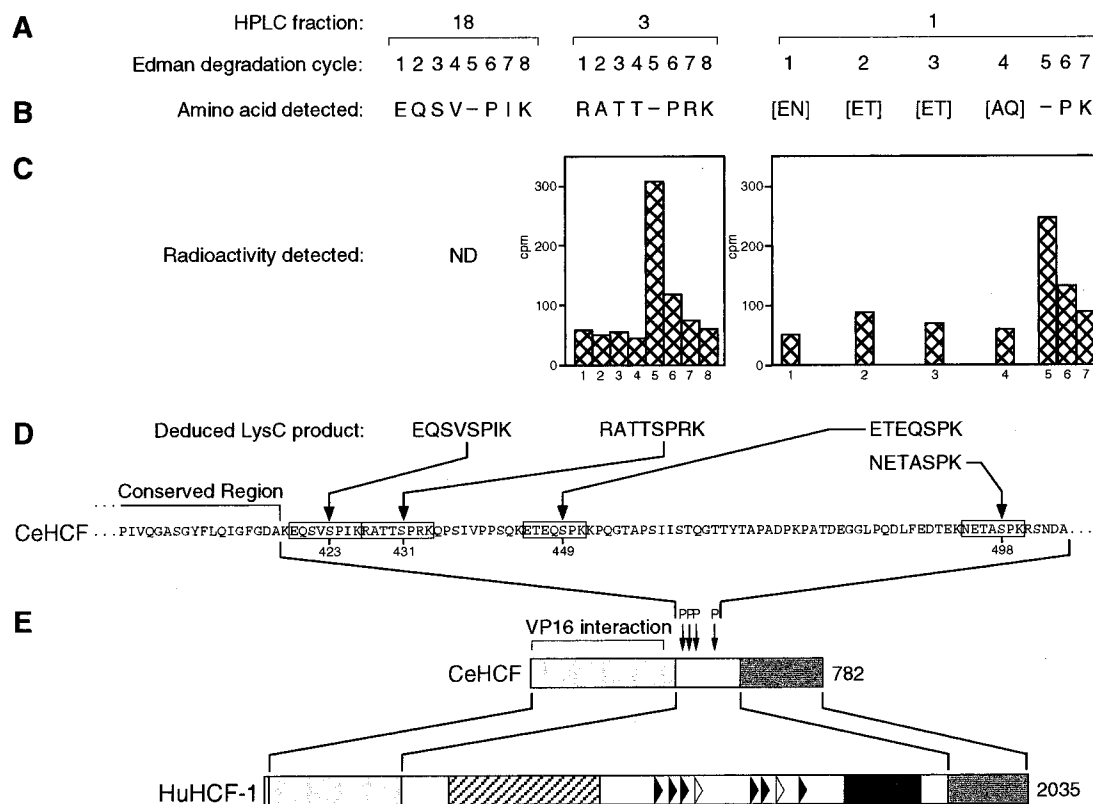 A HPLC fraction: 18 3 1
Edman degradation cycle: 1 2 3 4 5 6 7 8 1 2 3 4 5 6 7 8 1 2 3 4 5 6 7
B Amino acid detected: E Q S V – P I K R A T T – P R K [EN] [ET] [ET] [AQ] – P K
C
Radioactivity detected: ND
300
200
cpm
100
0
1 2 3 4 5 6 7 8
300
200
cpm
100
0
1 2 3 4 5 6 7
D Deduced LysC product: EQSVSPIK RATTSPRK ETEQSPK
NETASPK
Conserved Region
CeHCF ...PIVQGASGYFLQIGFGDAKEQSVSPIKRATTSPRKQPSIVPPSQKETEQSPKKPQGTAPSIISTQGTTYTAPADPKPATDEGGLPQDLFEDTEKNETASPKRSNDA....
423 431 449 498
E PPP P
VP16 interaction
CeHCF 782
HuHCF-1 2035